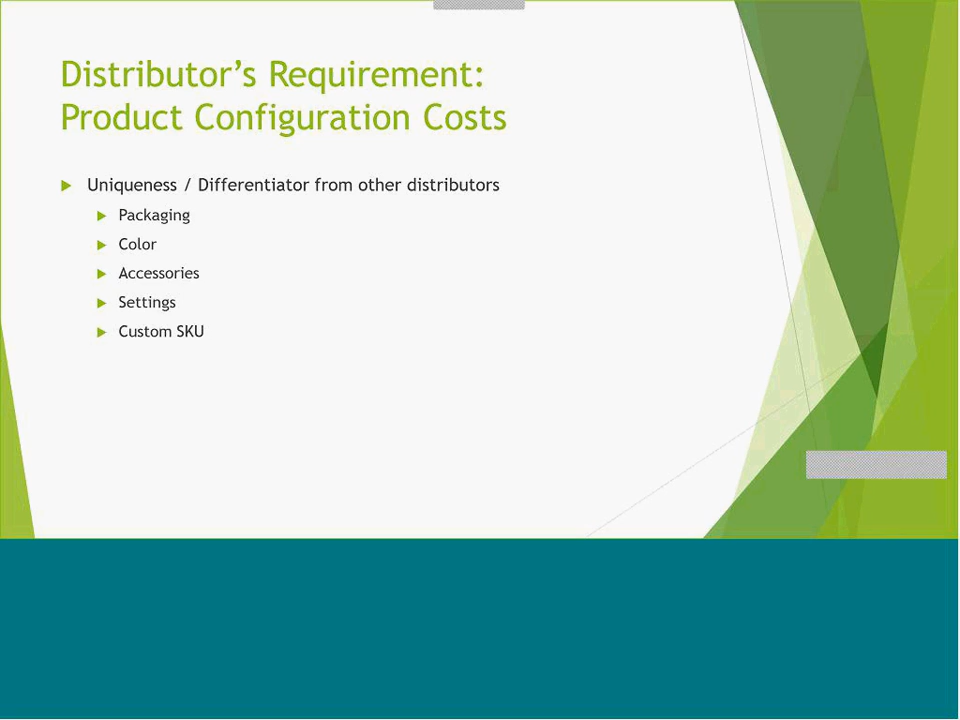 Distributor’s Requirement:
Product Configuration Costs
Uniqueness / Differentiator from other distributors
Packaging
Color
Accessories
Settings
Custom SKU